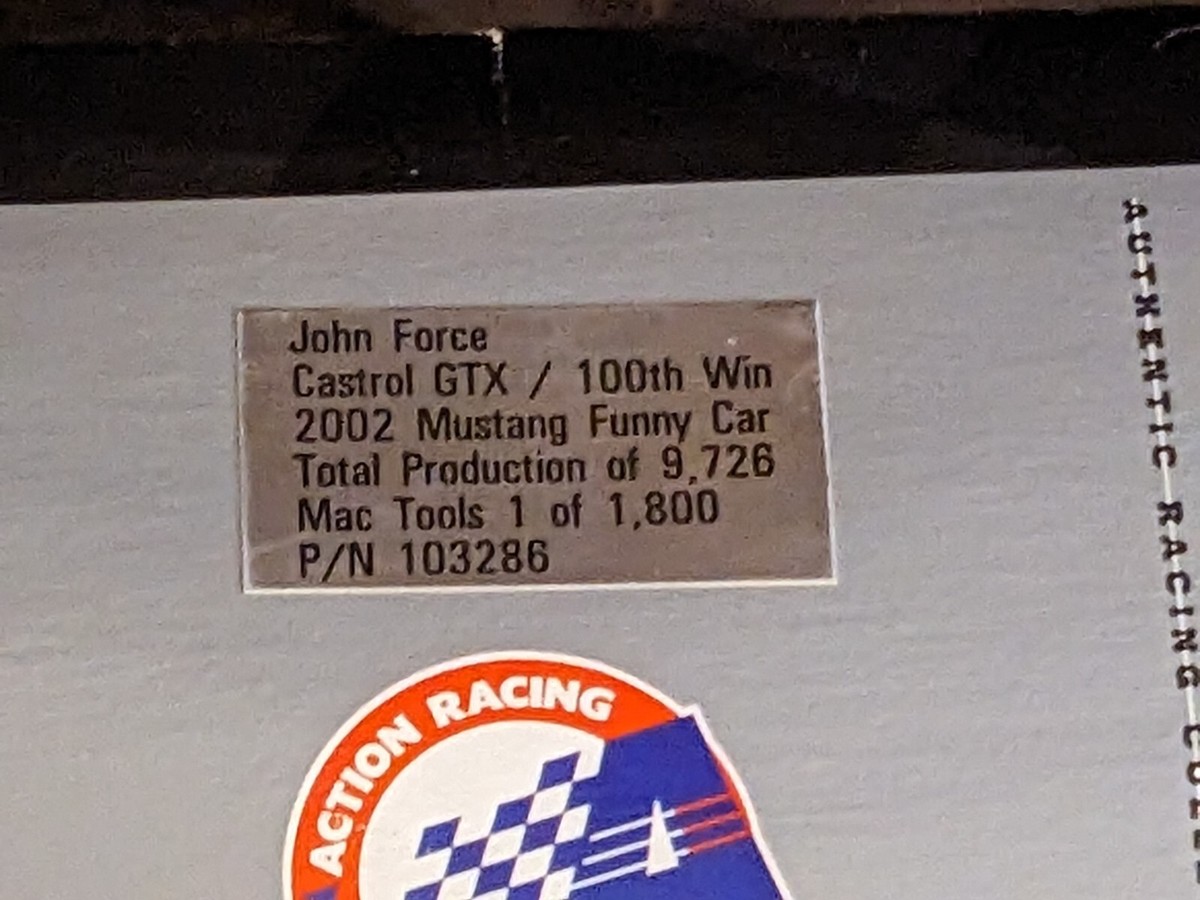 John Force
Castrol GTX / 100th Win
2002 Mustang Funny Car
Total Production of 9,726
Mac Tools 1 of 1,800
P/N 103286
ACTION RACING
AUTHENTIC RACING